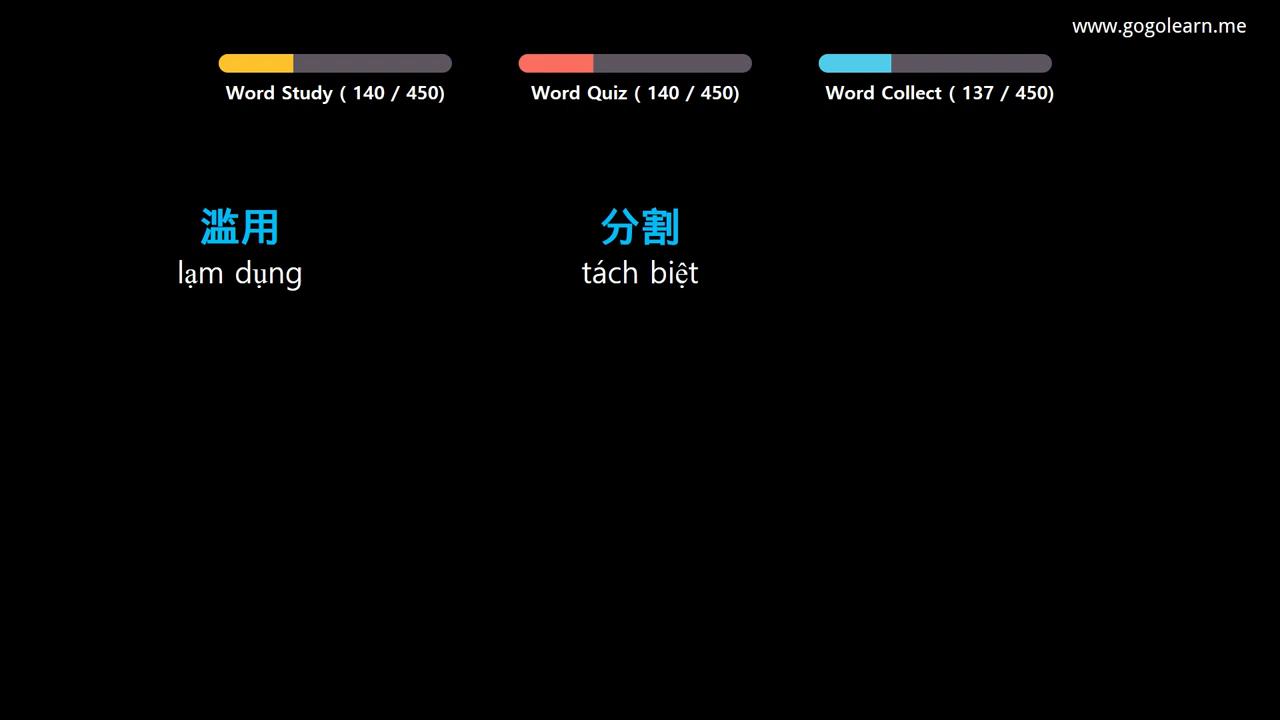 www.gogolearn.me
Word Study ( 140 / 450)
Word Quiz ( 140 / 450)
Word Collect ( 137 / 450)
滥用
lạm dụng
分割
tách biệt